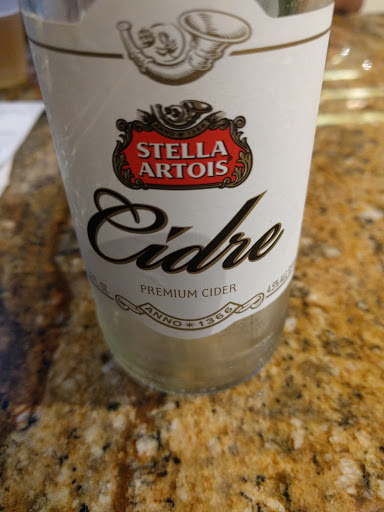 STELLA
ARTOIS
Cidre
PREMIUM CIDER
ANNO * 1366